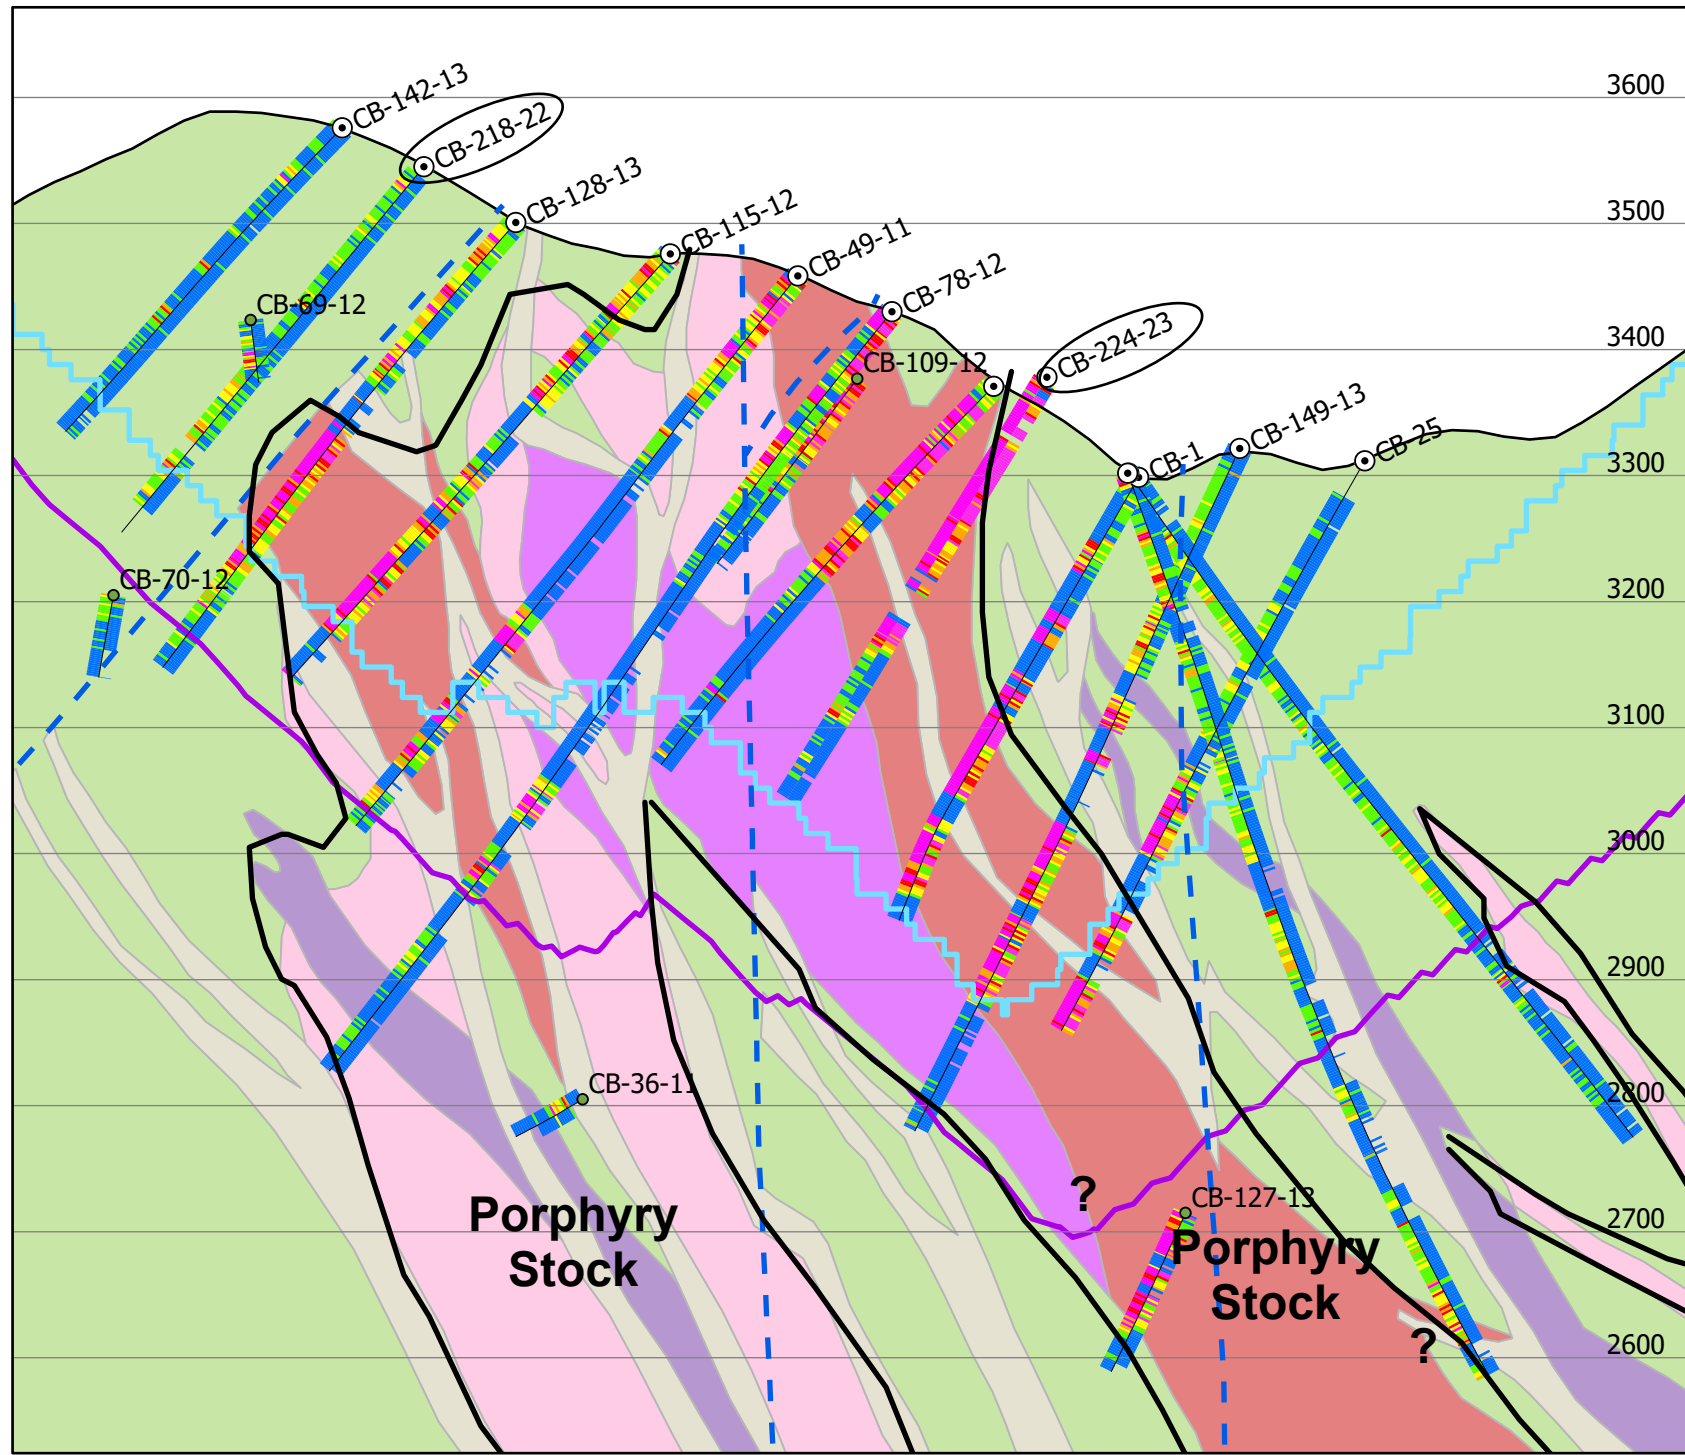 CB-142-13
3600
CB-218-22
CB-128-13
CB-115-12
3500
CB-49-11
CB-78-12
CB-69-12
CB-109-12
CB-224-23
3400
CB-149-13
CB-25
CB-1
3300
CB-70-12
3200
3100
3000
2900
CB-36-11
2800
?
CB-127-13
Porphyry
Stock
2700
Porphyry
Stock
?
2600